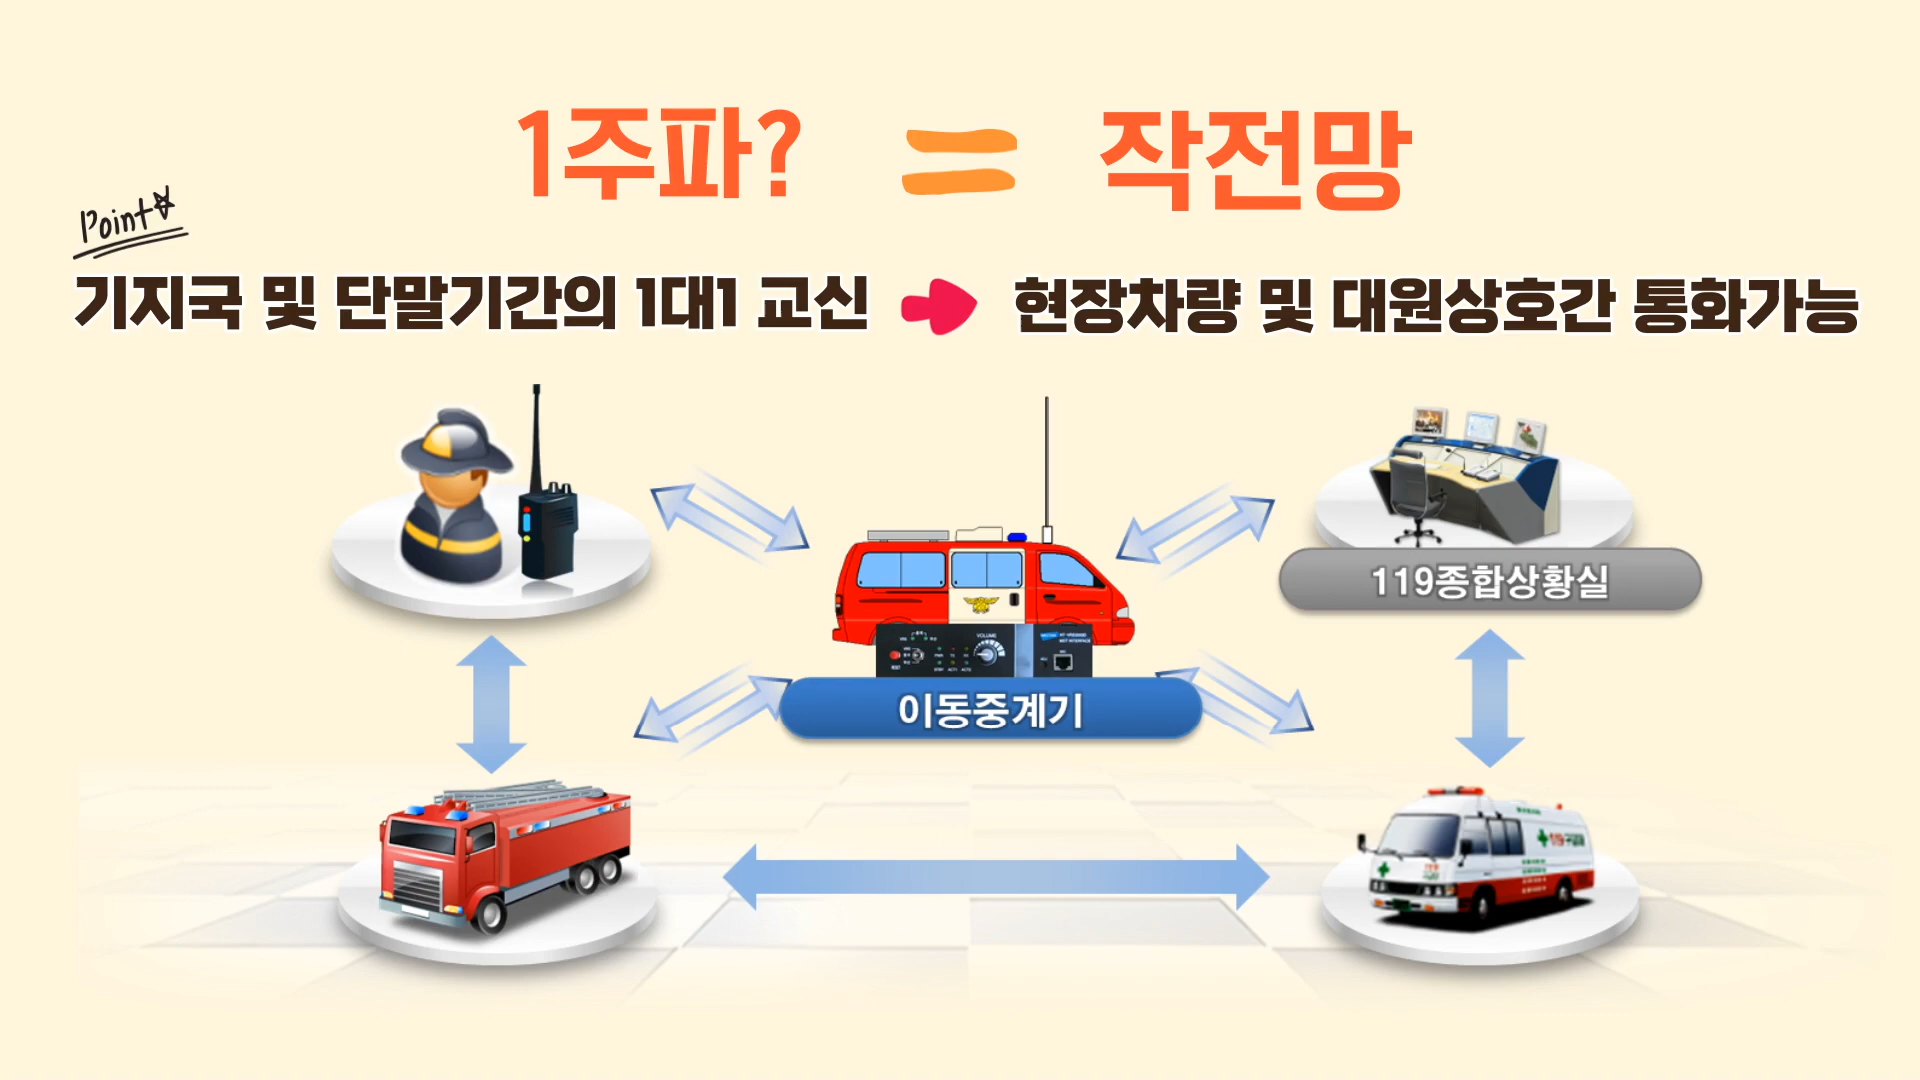 1주파? = 작전망
Point
기지국 및 단말기간의 1대1 교신 현장차량 및 대원상호간 통화가능
119종합상황실
VOLUME
이동중계기
119